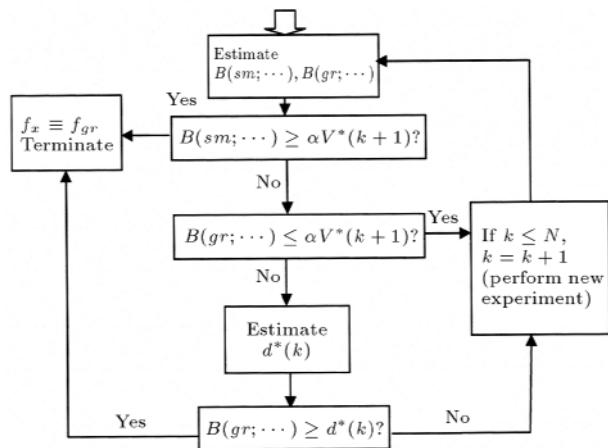 Estimate
B(sm; ⋯), B(gr; ⋯)
Yes
f_x ≡ f_gr
Terminate
B(sm; ⋯) ≥ αV*(k+1)?
No
B(gr; ⋯) ≤ αV*(k+1)?
Yes
If k ≤ N,
k = k + 1
(perform new
experiment)
No
Estimate
d*(k)
Yes
B(gr; ⋯) ≥ d*(k)?
No